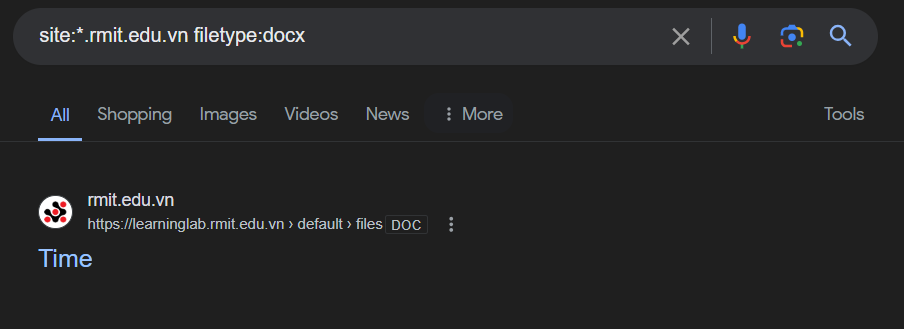 site:*.rmit.edu.vn filetype:docx
All Shopping Images Videos News More Tools
rmit.edu.vn
https://learninglab.rmit.edu.vn › default › files DOC
Time